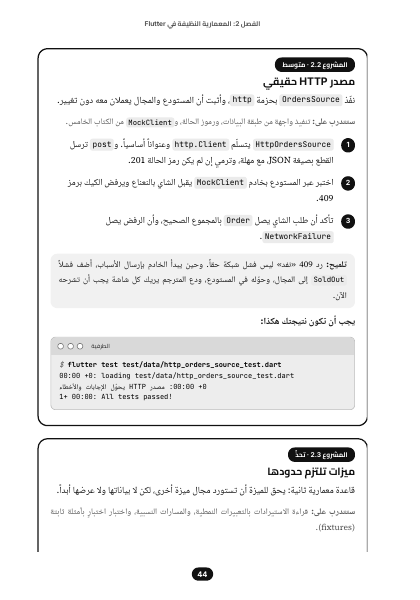 الفصل 2: المعمارية النظيفة في Flutter
المشروع 2.2 · متوسط
مصدر HTTP حقيقي
نفّذ OrdersSource بحزمة http، وأثبت أن المستودع والمجال يعملان معه دون تغيير.
ستتدرب على: تنفيذ واجهة من طبقة البيانات، ورموز الحالة، وMockClient من الكتاب الخامس.
1 HttpOrdersSource يتسلّم http.Client وعنواناً أساسياً. وpost ترسل
القطع بصيغة JSON مع مهلة، وترمي إن لم يكن رمز الحالة 201.
2 اختبر عبر المستودع بخادم MockClient يقبل الشاي بالنعناع ويرفض الكيك برمز
409.
3 تأكد أن طلب الشاي يصل Order بالمجموع الصحيح، وأن الرفض يصل
NetworkFailure.
تلميح: رد 409 «نفد» ليس فشل شبكة حقاً. وحين يبدأ الخادم بإرسال الأسباب، أضف فشلاً
SoldOut إلى المجال، وحوّله في المستودع، ودع المترجم يريك كل شاشة يجب أن تشرحه
الآن.
يجب أن تكون نتيجتك هكذا:
الطرفية
$ flutter test test/data/http_orders_source_test.dart
00:00 +0: loading test/data/http_orders_source_test.dart
00:00 +0: مصدر HTTP يحوّل الإجابات والأخطاء
00:00 +1: All tests passed!
المشروع 2.3 · تحدٍّ
ميزات تلتزم حدودها
قاعدة معمارية ثانية: يحق للميزة أن تستورد مجال ميزة أخرى، لكن لا بياناتها ولا عرضها أبداً.
ستتدرب على: قراءة الاستيرادات بالتعبيرات النمطية، والمسارات النسبية، واختبار اختبارٍ بأمثلة ثابتة
(fixtures).
44